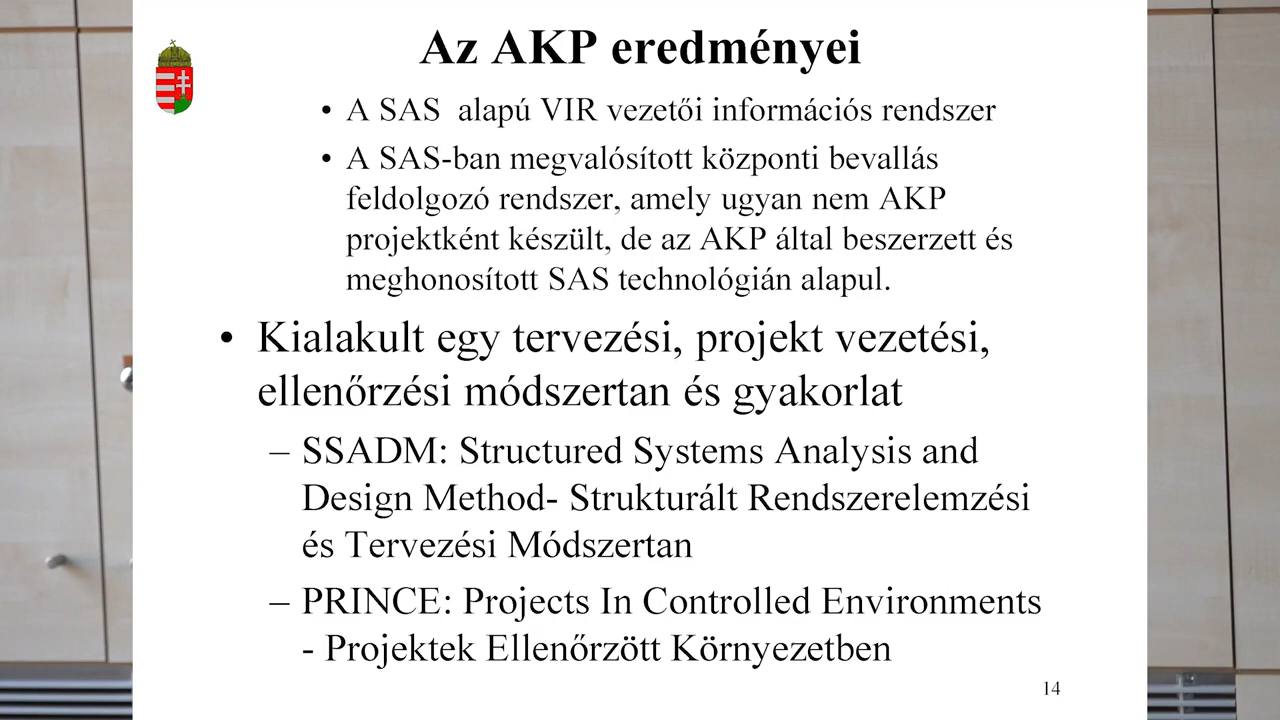 Az AKP eredményei
• A SAS alapú VIR vezetői információs rendszer
• A SAS-ban megvalósított központi bevallás
feldolgozó rendszer, amely ugyan nem AKP
projektként készült, de az AKP által beszerzett és
meghonosított SAS technológián alapul.
• Kialakult egy tervezési, projekt vezetési,
ellenőrzési módszertan és gyakorlat
– SSADM: Structured Systems Analysis and
Design Method- Strukturált Rendszerelemzési
és Tervezési Módszertan
– PRINCE: Projects In Controlled Environments
- Projektek Ellenőrzött Környezetben
14